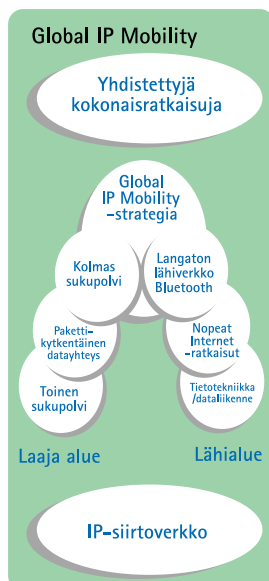 Global IP Mobility
Yhdistettyjä
kokonaisratkaisuja
Global
IP Mobility
-strategia
Kolmas
sukupolvi
Langaton
lähiverkko
Bluetooth
Paketti-
kytkentäinen
datayhteys
Nopeat
Internet
-ratkaisut
Toinen
sukupolvi
Tietotekniikka
/dataliikenne
Laaja alue
Lähialue
IP-siirtoverkko